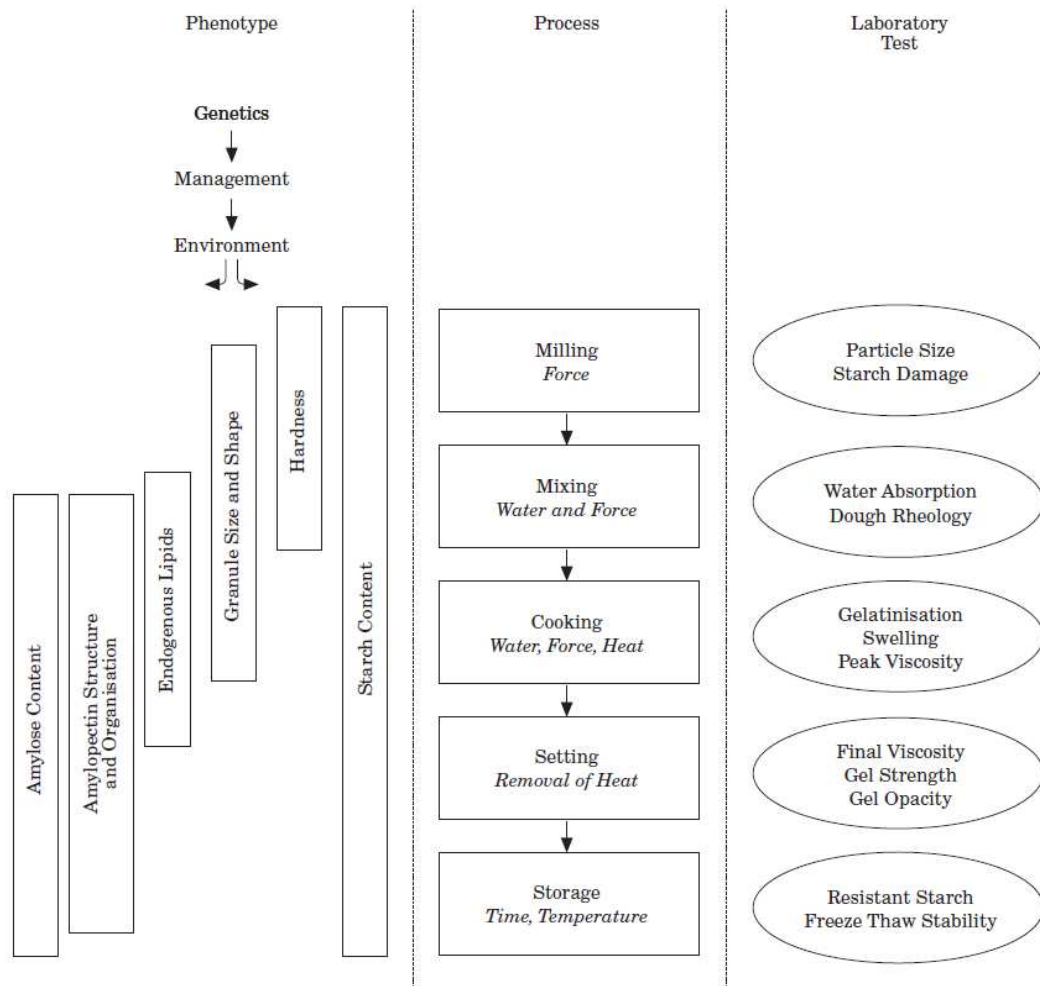 Phenotype
Process
Laboratory
Test
Genetics
Management
Environment
Amylose Content
Amylopectin Structure
and Organisation
Endogenous Lipids
Granule Size and Shape
Hardness
Starch Content
Milling
Force
Mixing
Water and Force
Cooking
Water, Force, Heat
Setting
Removal of Heat
Storage
Time, Temperature
Particle Size
Starch Damage
Water Absorption
Dough Rheology
Gelatinisation
Swelling
Peak Viscosity
Final Viscosity
Gel Strength
Gel Opacity
Resistant Starch
Freeze Thaw Stability